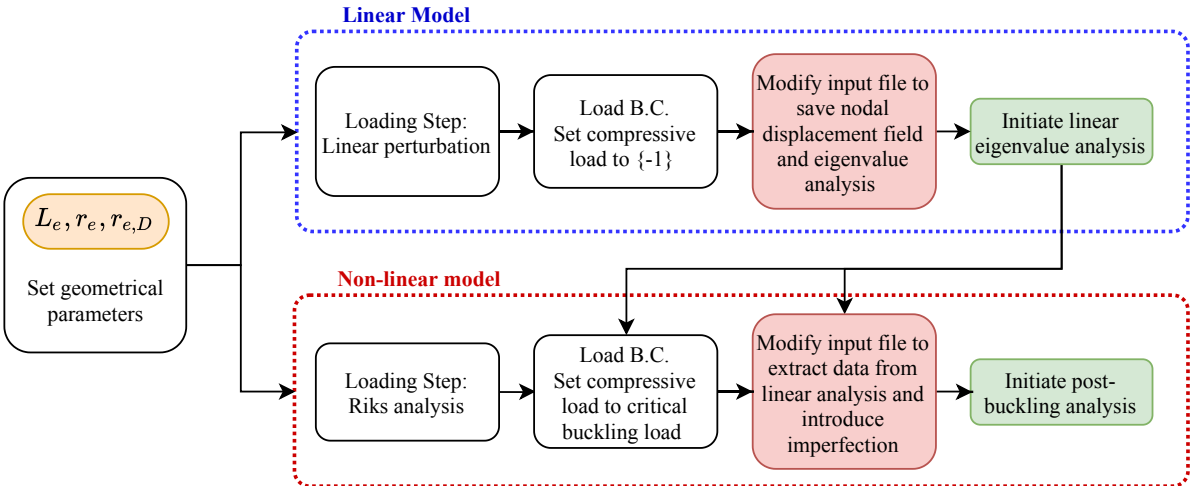 Linear Model
Loading Step:
Linear perturbation
Load B.C.
Set compressive
load to {-1}
Modify input file to
save nodal
displacement field
and eigenvalue
analysis
Initiate linear
eigenvalue analysis
L_e, r_e, r_{e,D}
Set geometrical
parameters
Non-linear model
Loading Step:
Riks analysis
Load B.C.
Set compressive
load to critical
buckling load
Modify input file to
extract data from
linear analysis and
introduce
imperfection
Initiate post-
buckling analysis